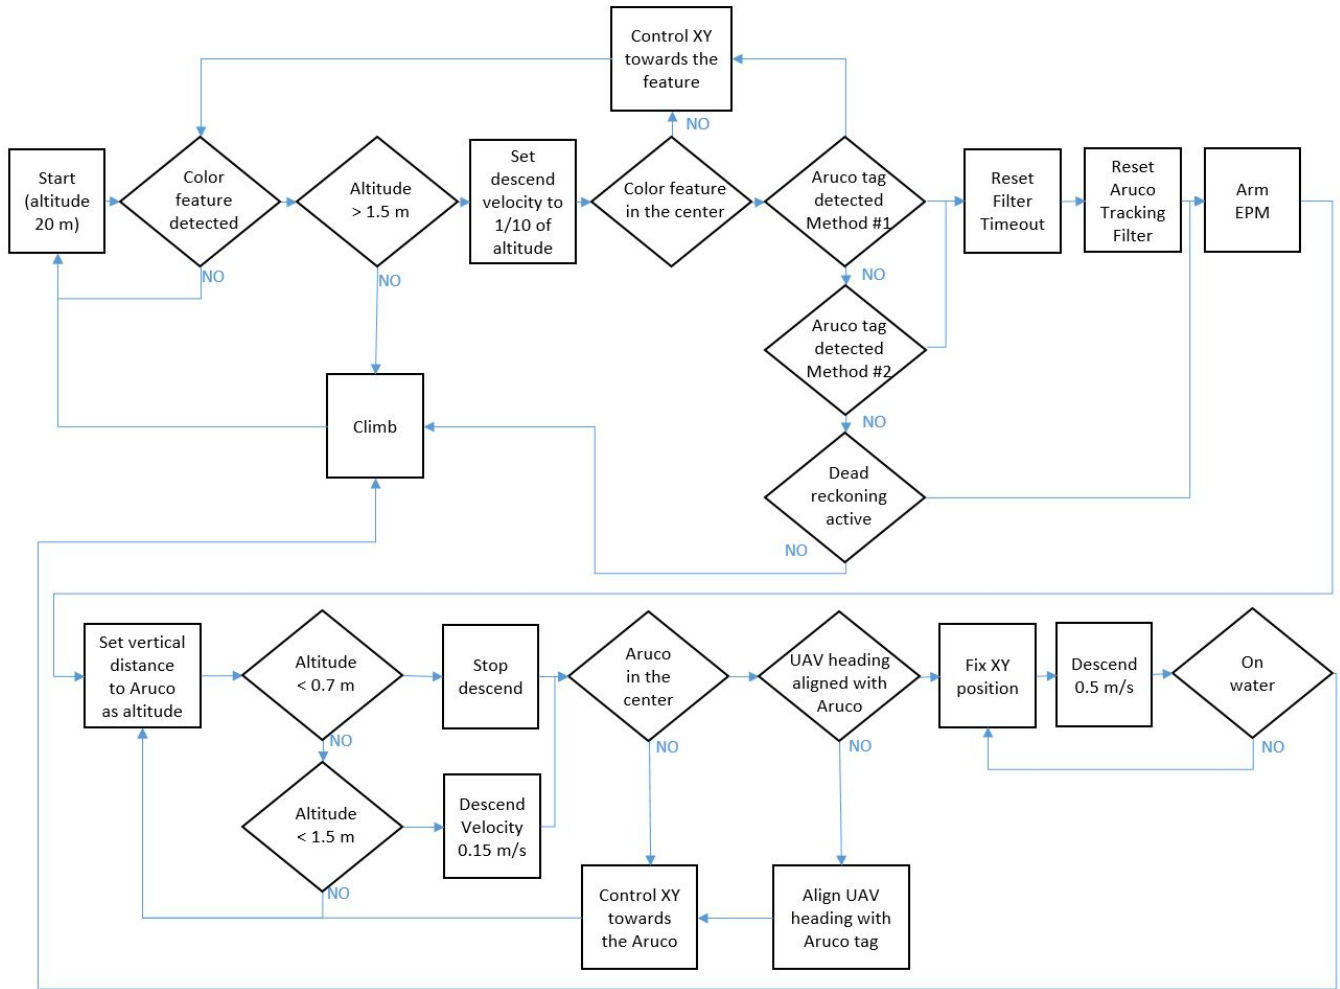 Control XY
towards the
feature
NO
Start
(altitude
20 m)
Color
feature
detected
NO
Altitude
> 1.5 m
NO
Set
descend
velocity to
1/10 of
altitude
Color feature
in the center
Aruco tag
detected
Method #1
NO
Reset
Filter
Timeout
Reset
Aruco
Tracking
Filter
Arm
EPM
Aruco tag
detected
Method #2
NO
Climb
Dead
reckoning
active
NO
Set vertical
distance
to Aruco
as altitude
Altitude
< 0.7 m
NO
Stop
descend
Aruco
in the
center
NO
UAV heading
aligned with
Aruco
NO
Fix XY
position
Descend
0.5 m/s
On
water
NO
Altitude
< 1.5 m
NO
Descend
Velocity
0.15 m/s
Control XY
towards
the Aruco
Align UAV
heading with
Aruco tag